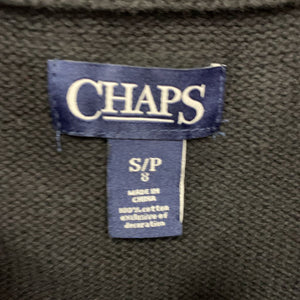 CHAPS
S/P
8
MADE IN
CHINA
100% cotton
exclusive of
decoration